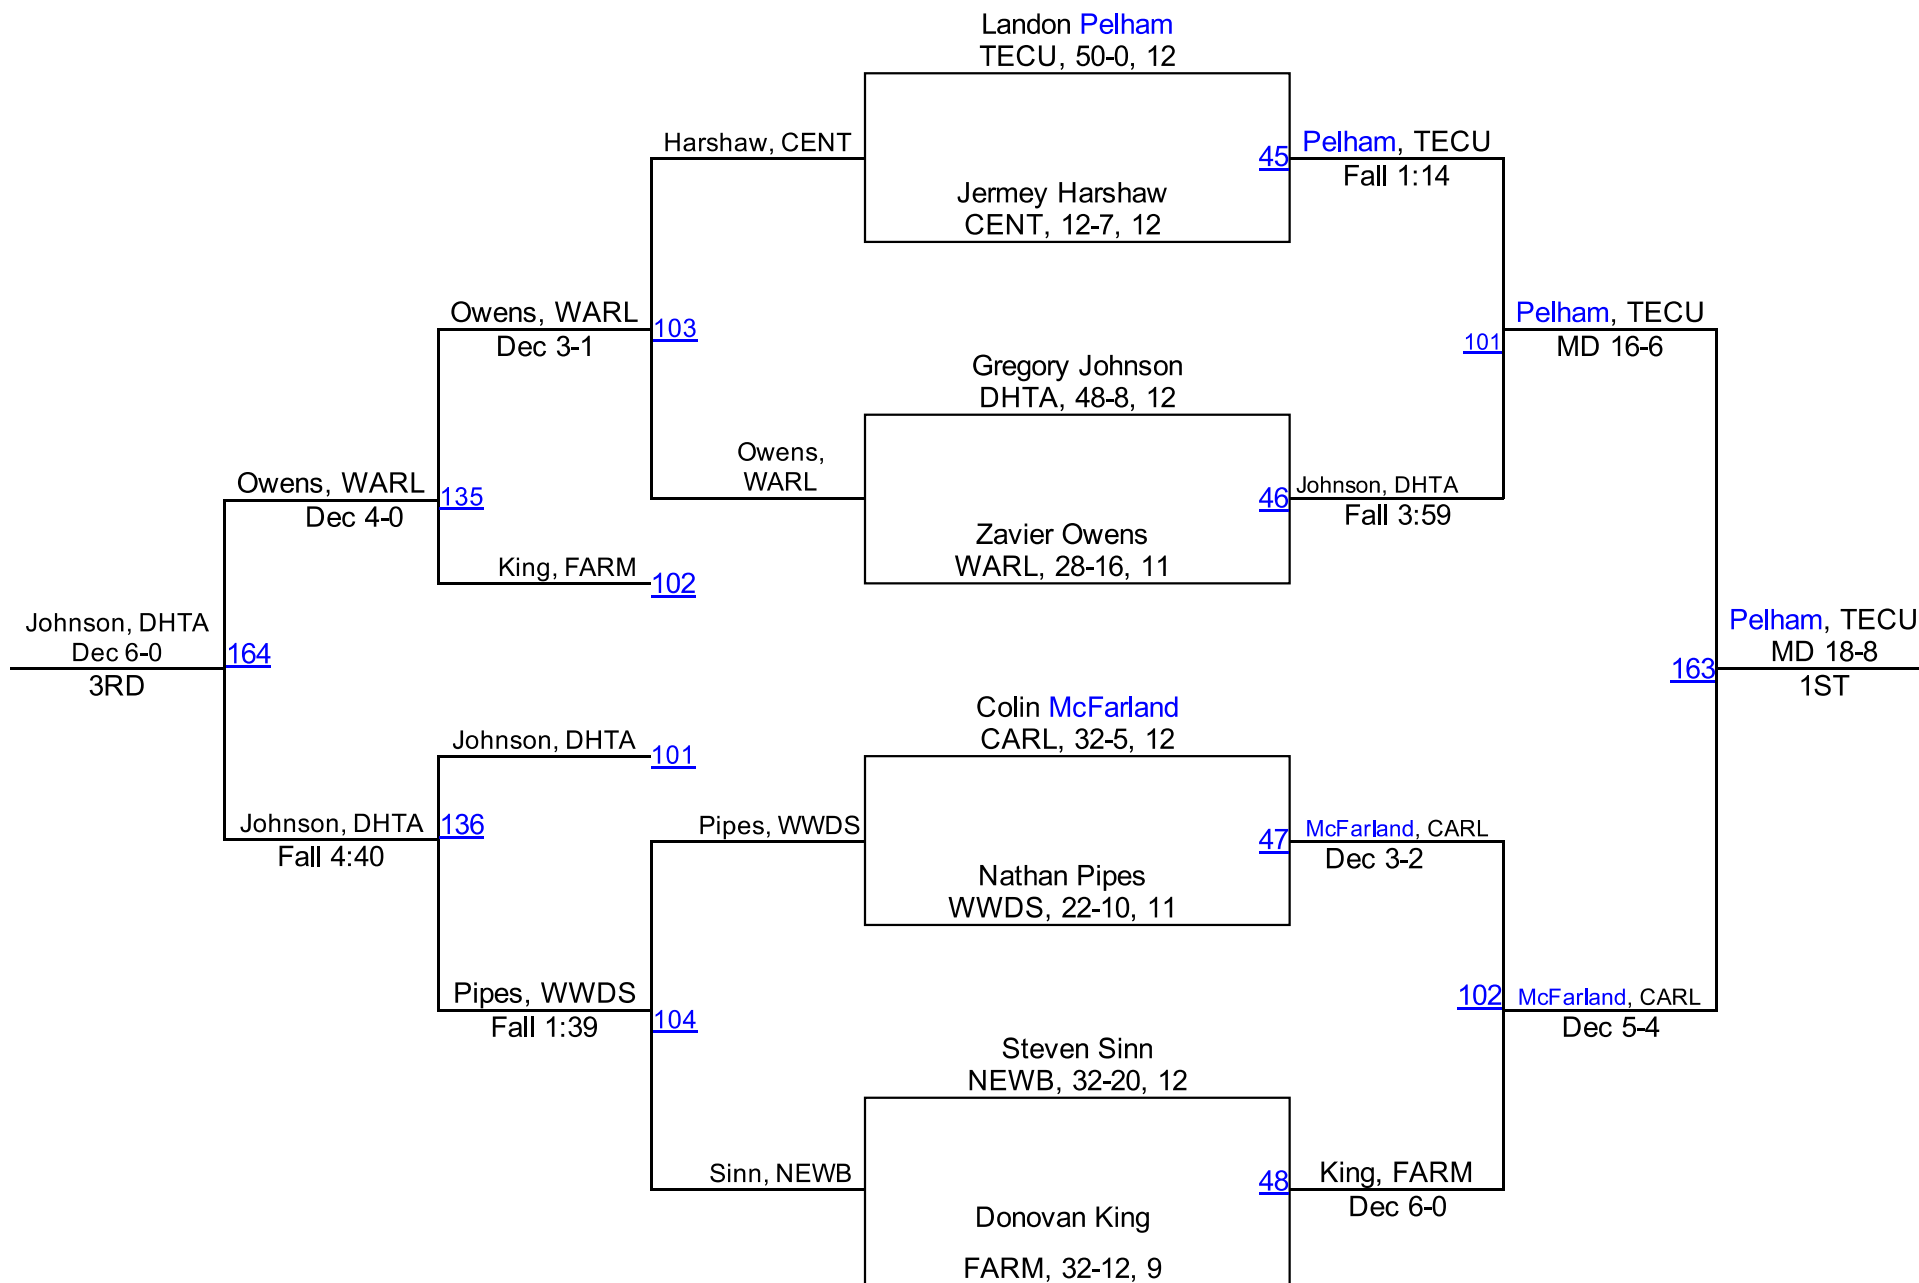 Landon Pelham
TECU, 50-0, 12
Harshaw, CENT
45
Pelham, TECU
Fall 1:14
Jermey Harshaw
CENT, 12-7, 12
Owens, WARL
Dec 3-1
103
Pelham, TECU
MD 16-6
101
Gregory Johnson
DHTA, 48-8, 12
Owens,
WARL
Owens, WARL
Dec 4-0
135
46
Johnson, DHTA
Fall 3:59
Zavier Owens
WARL, 28-16, 11
King, FARM
102
Johnson, DHTA
Dec 6-0
3RD
164
Pelham, TECU
MD 18-8
1ST
163
Colin McFarland
CARL, 32-5, 12
Johnson, DHTA
101
Johnson, DHTA
Fall 4:40
136
Pipes, WWDS
47
McFarland, CARL
Dec 3-2
Nathan Pipes
WWDS, 22-10, 11
Pipes, WWDS
Fall 1:39
104
102
McFarland, CARL
Dec 5-4
Steven Sinn
NEWB, 32-20, 12
Sinn, NEWB
48
King, FARM
Dec 6-0
Donovan King
FARM, 32-12, 9